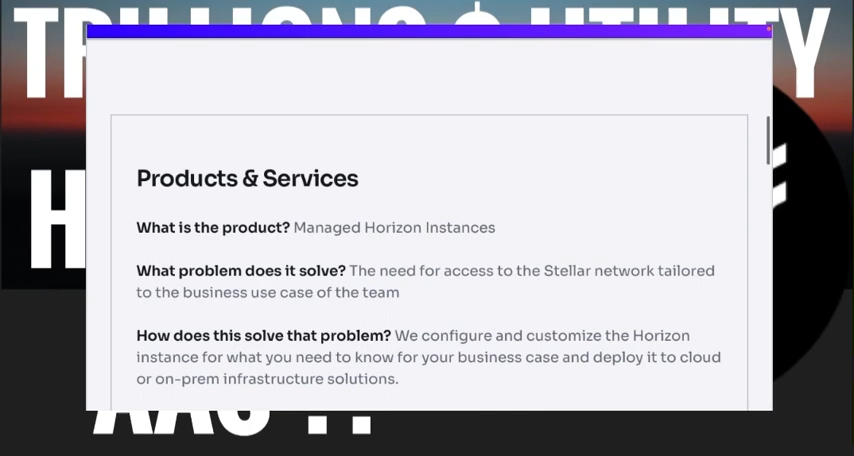 TRILLIONS $ UTILITY
Products & Services
What is the product? Managed Horizon Instances
What problem does it solve? The need for access to the Stellar network tailored
to the business use case of the team
How does this solve that problem? We configure and customize the Horizon
instance for what you need to know for your business case and deploy it to cloud
or on-prem infrastructure solutions.